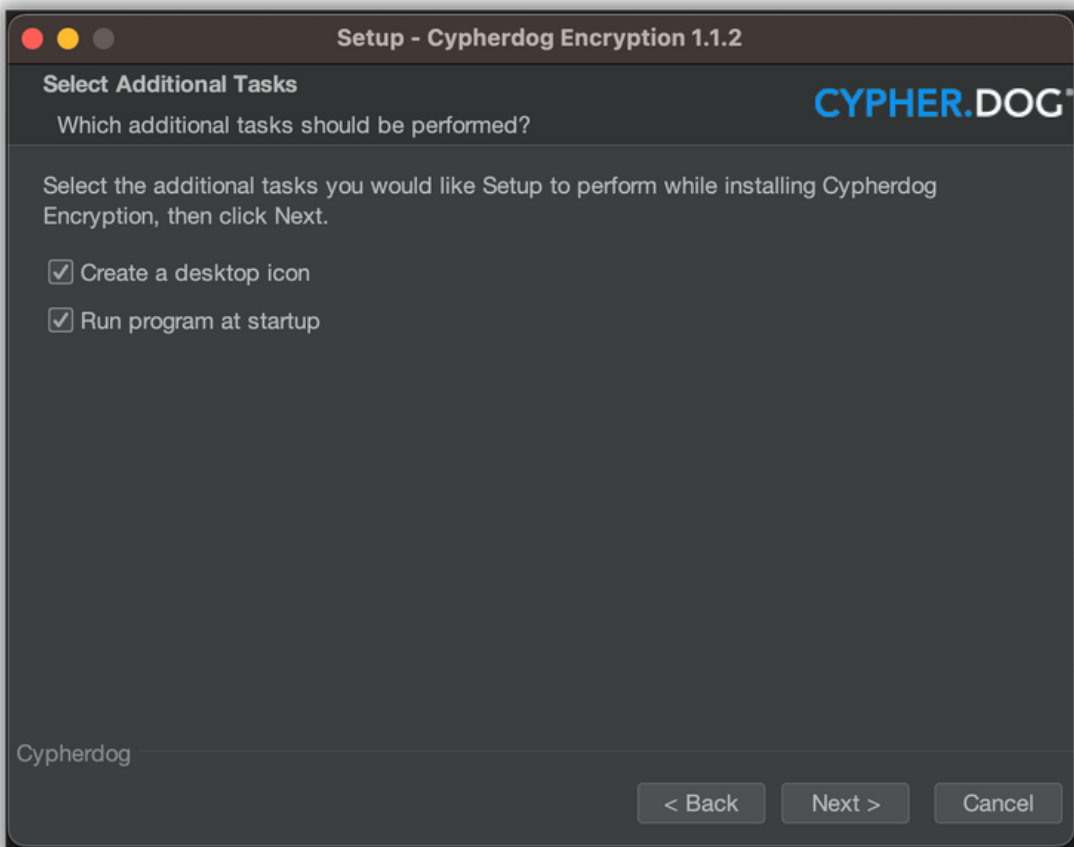 Setup - Cypherdog Encryption 1.1.2
Select Additional Tasks
Which additional tasks should be performed?
CYPHER.DOG
Select the additional tasks you would like Setup to perform while installing Cypherdog
Encryption, then click Next.
Create a desktop icon
Run program at startup
Cypherdog
< Back
Next >
Cancel